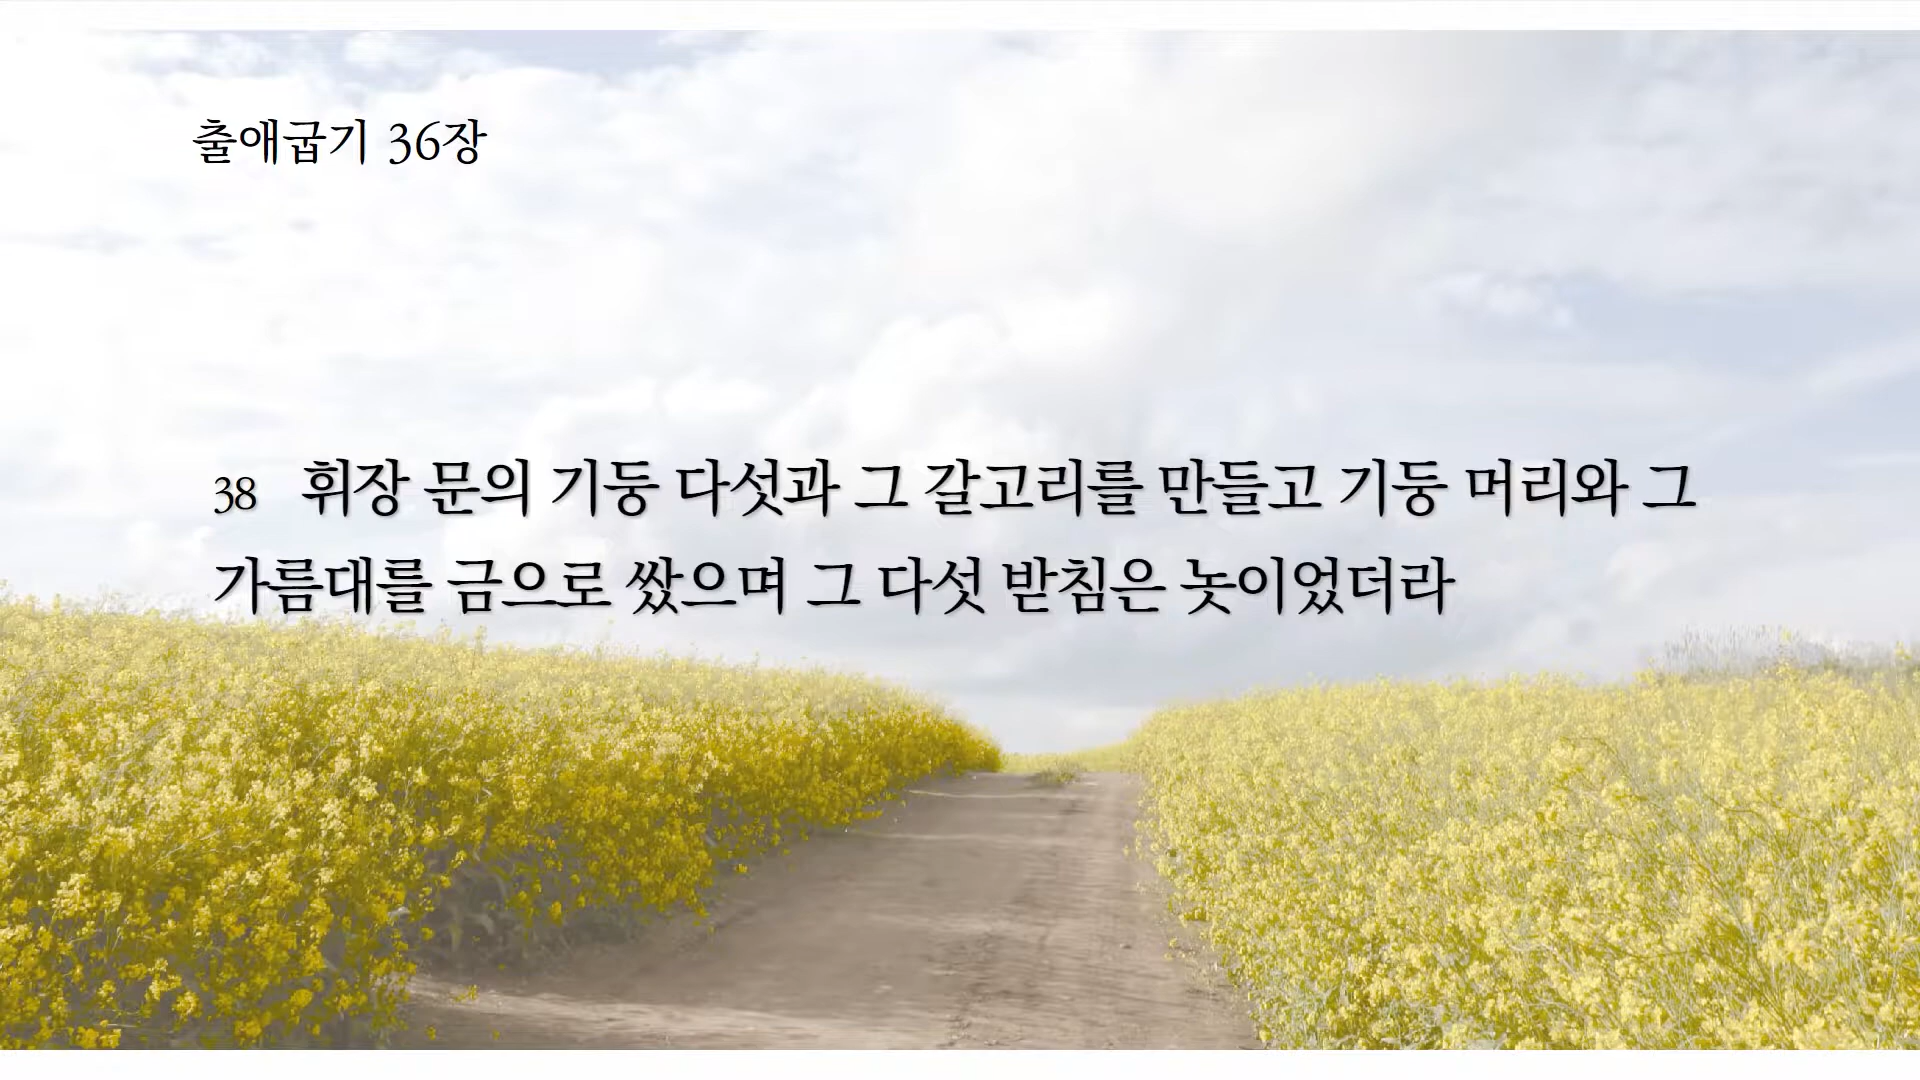 출애굽기 36장
38 휘장 문의 기둥 다섯과 그 갈고리를 만들고 기둥 머리와 그
가름대를 금으로 쌌으며 그 다섯 받침은 놋이었더라